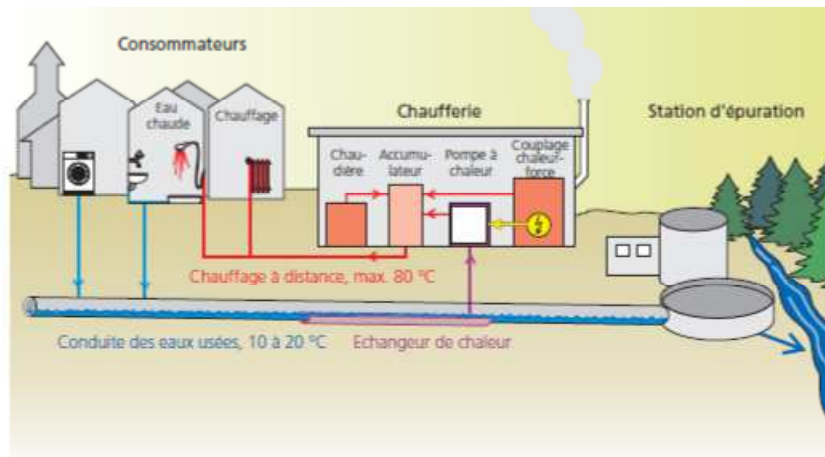 Consommateurs
Eau
chaude
Chauffage
Chaufferie
Station d'épuration
Chau-
dière
Accumu-
lateur
Pompe à
chaleur
Couplage
chaleur-
force
Chauffage à distance, max. 80 °C
Conduite des eaux usées, 10 à 20 °C
Echangeur de chaleur